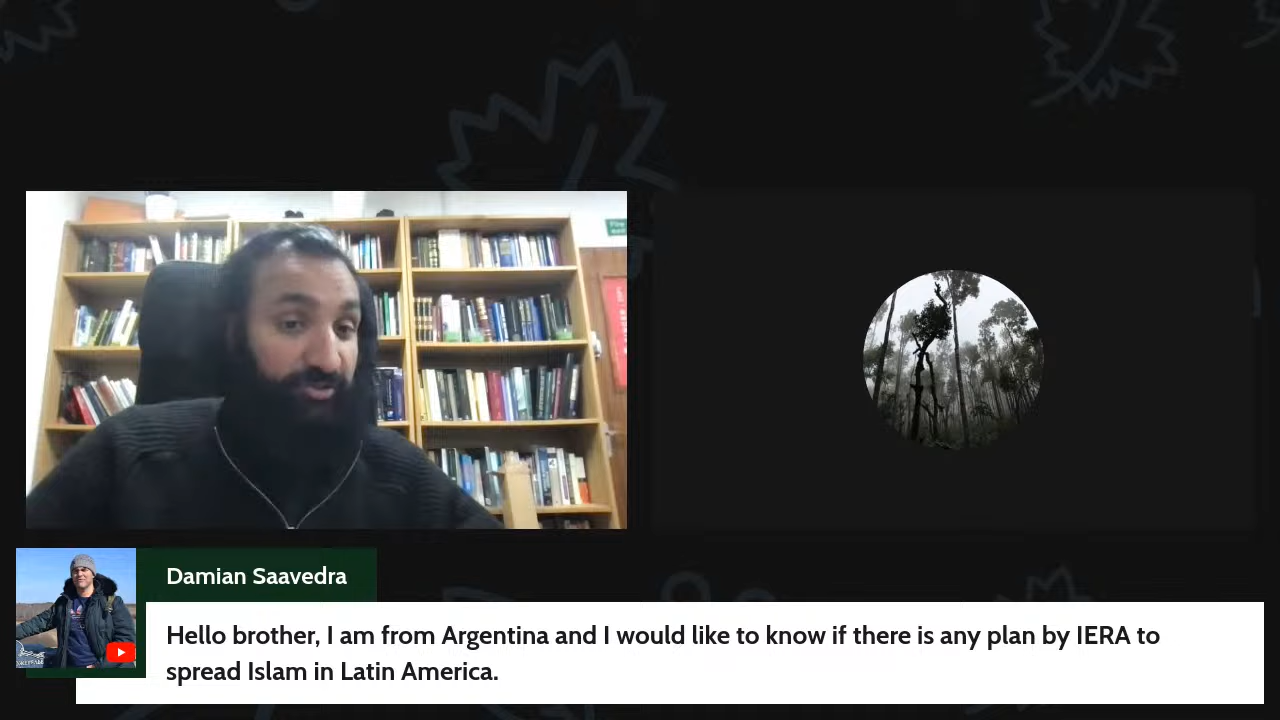 Damian Saavedra
Hello brother, I am from Argentina and I would like to know if there is any plan by IERA to
spread Islam in Latin America.